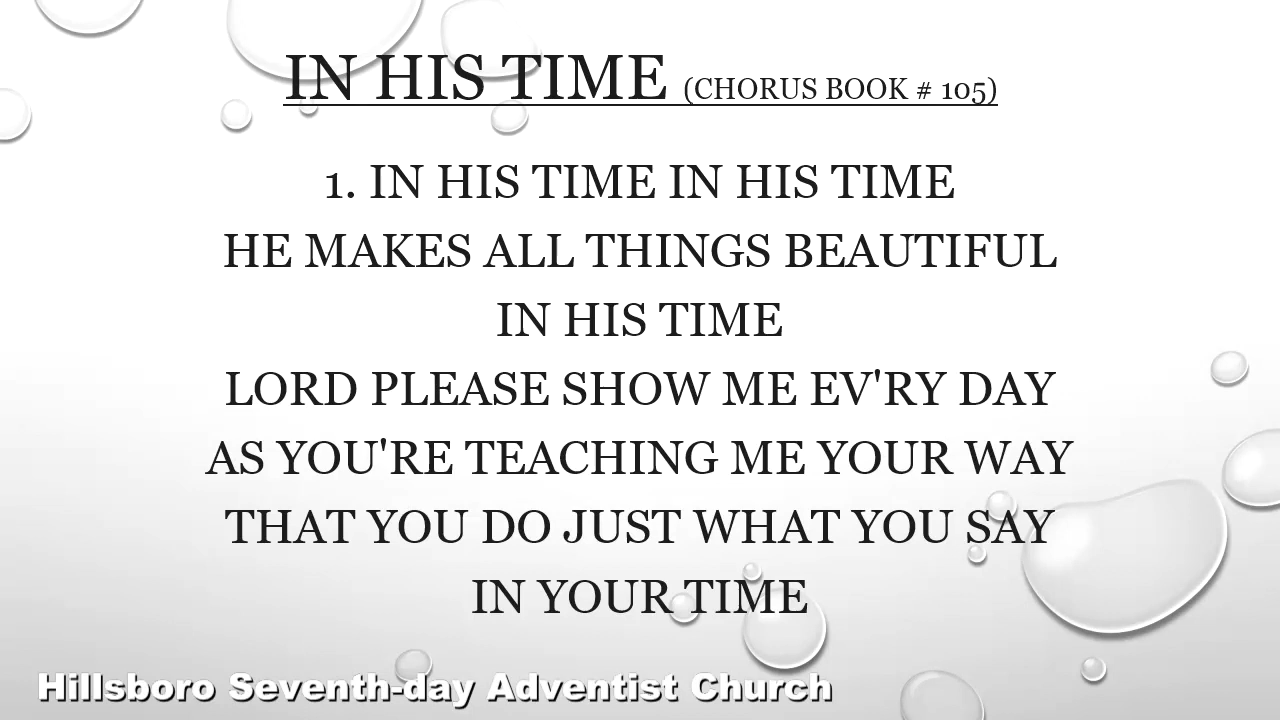 IN HIS TIME (CHORUS BOOK # 105)
1. IN HIS TIME IN HIS TIME
HE MAKES ALL THINGS BEAUTIFUL
IN HIS TIME
LORD PLEASE SHOW ME EV'RY DAY
AS YOU'RE TEACHING ME YOUR WAY
THAT YOU DO JUST WHAT YOU SAY
IN YOUR TIME
Hillsboro Seventh-day Adventist Church